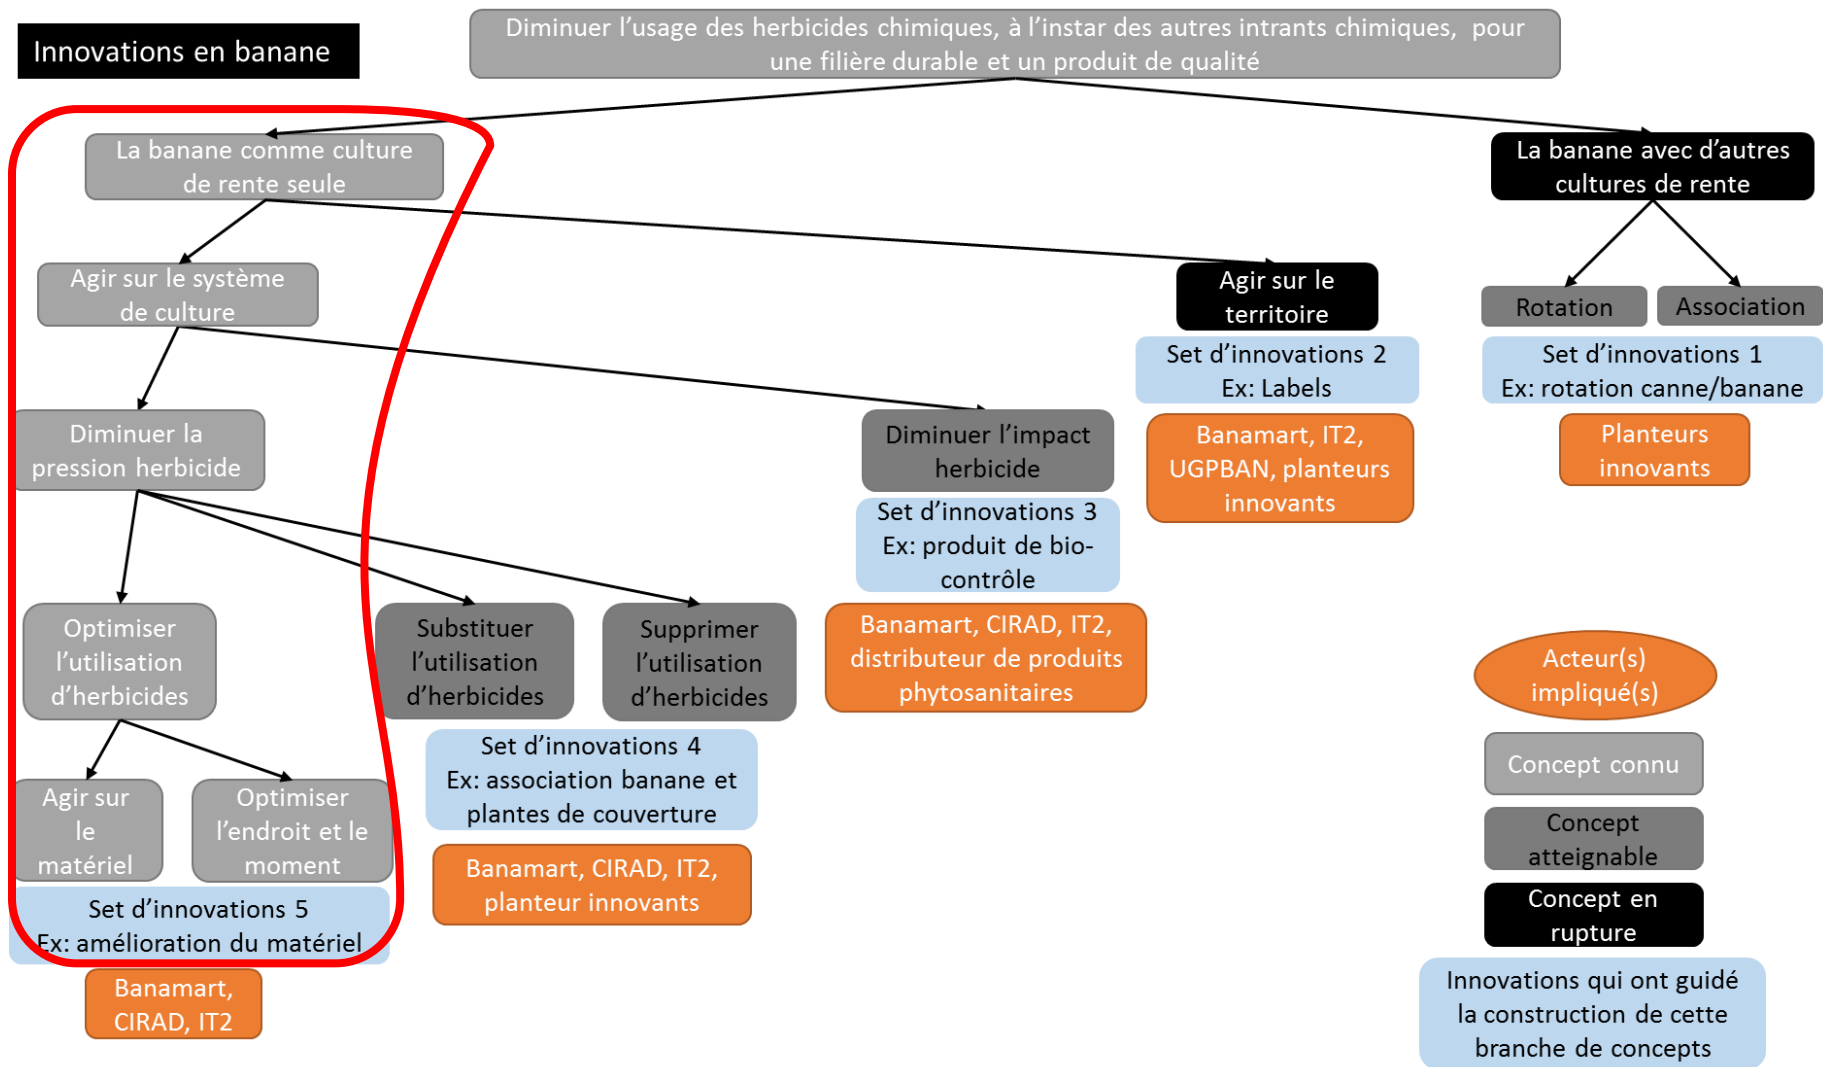 Innovations en banane
Diminuer l’usage des herbicides chimiques, à l’instar des autres intrants chimiques, pour
une filière durable et un produit de qualité
La banane comme culture
de rente seule
La banane avec d’autres
cultures de rente
Agir sur le système
de culture
Agir sur le
territoire
Rotation
Association
Set d’innovations 2
Ex: Labels
Set d’innovations 1
Ex: rotation canne/banane
Diminuer la
pression herbicide
Diminuer l’impact
herbicide
Banamart, IT2,
UGPBAN, planteurs
innovants
Planteurs
innovants
Set d’innovations 3
Ex: produit de bio-
contrôle
Optimiser
l’utilisation
d’herbicides
Substituer
l’utilisation
d’herbicides
Supprimer
l’utilisation
d’herbicides
Banamart, CIRAD, IT2,
distributeur de produits
phytosanitaires
Acteur(s)
impliqué(s)
Set d’innovations 4
Ex: association banane et
plantes de couverture
Concept connu
Agir sur
le
matériel
Optimiser
l’endroit et le
moment
Concept
atteignable
Banamart, CIRAD, IT2,
planteur innovants
Set d’innovations 5
Ex: amélioration du matériel
Concept en
rupture
Banamart,
CIRAD, IT2
Innovations qui ont guidé
la construction de cette
branche de concepts